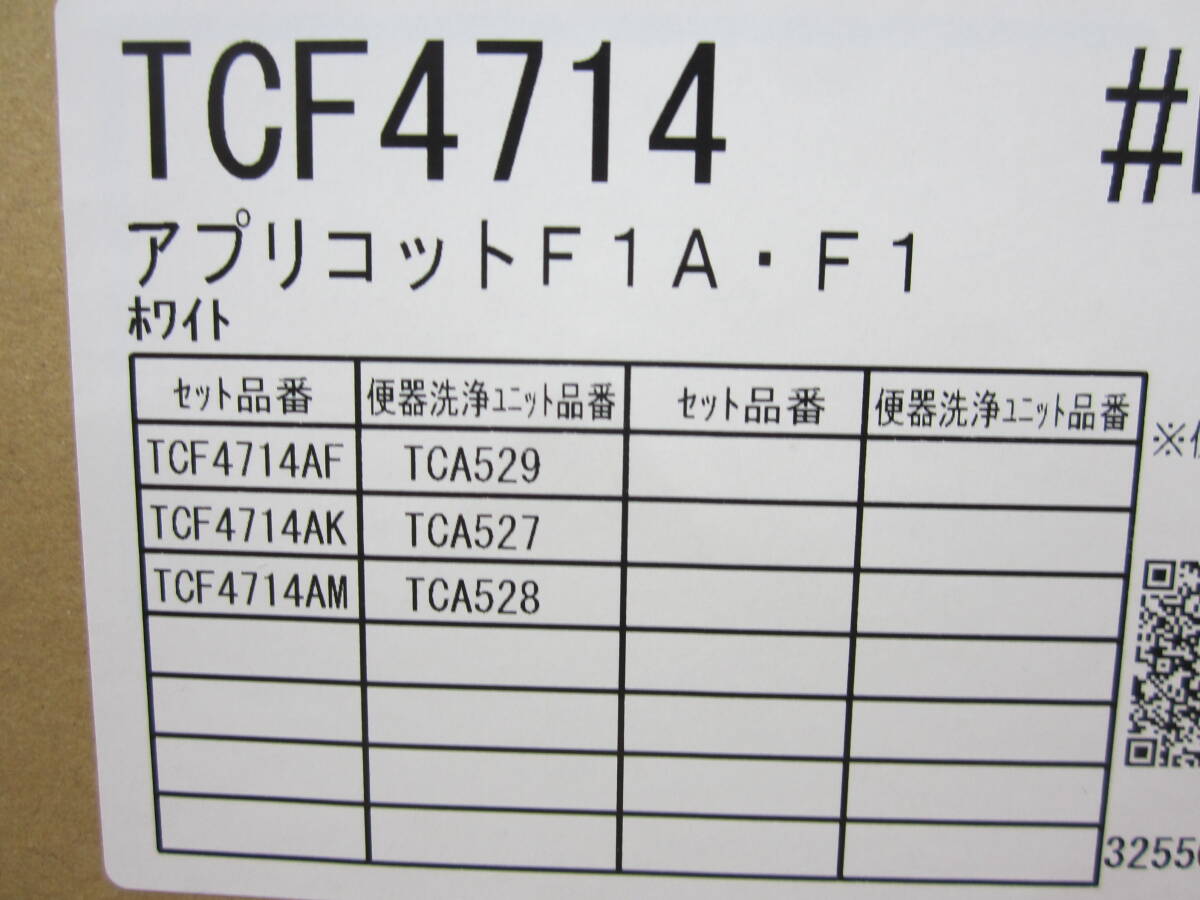 TCF4714 #
アプリコットF1A・F1
ホワイト
セット品番 便器洗浄ユニット品番 セット品番 便器洗浄ユニット品番
TCF4714AF TCA529
※
TCF4714AK TCA527
TCF4714AM TCA528
3255